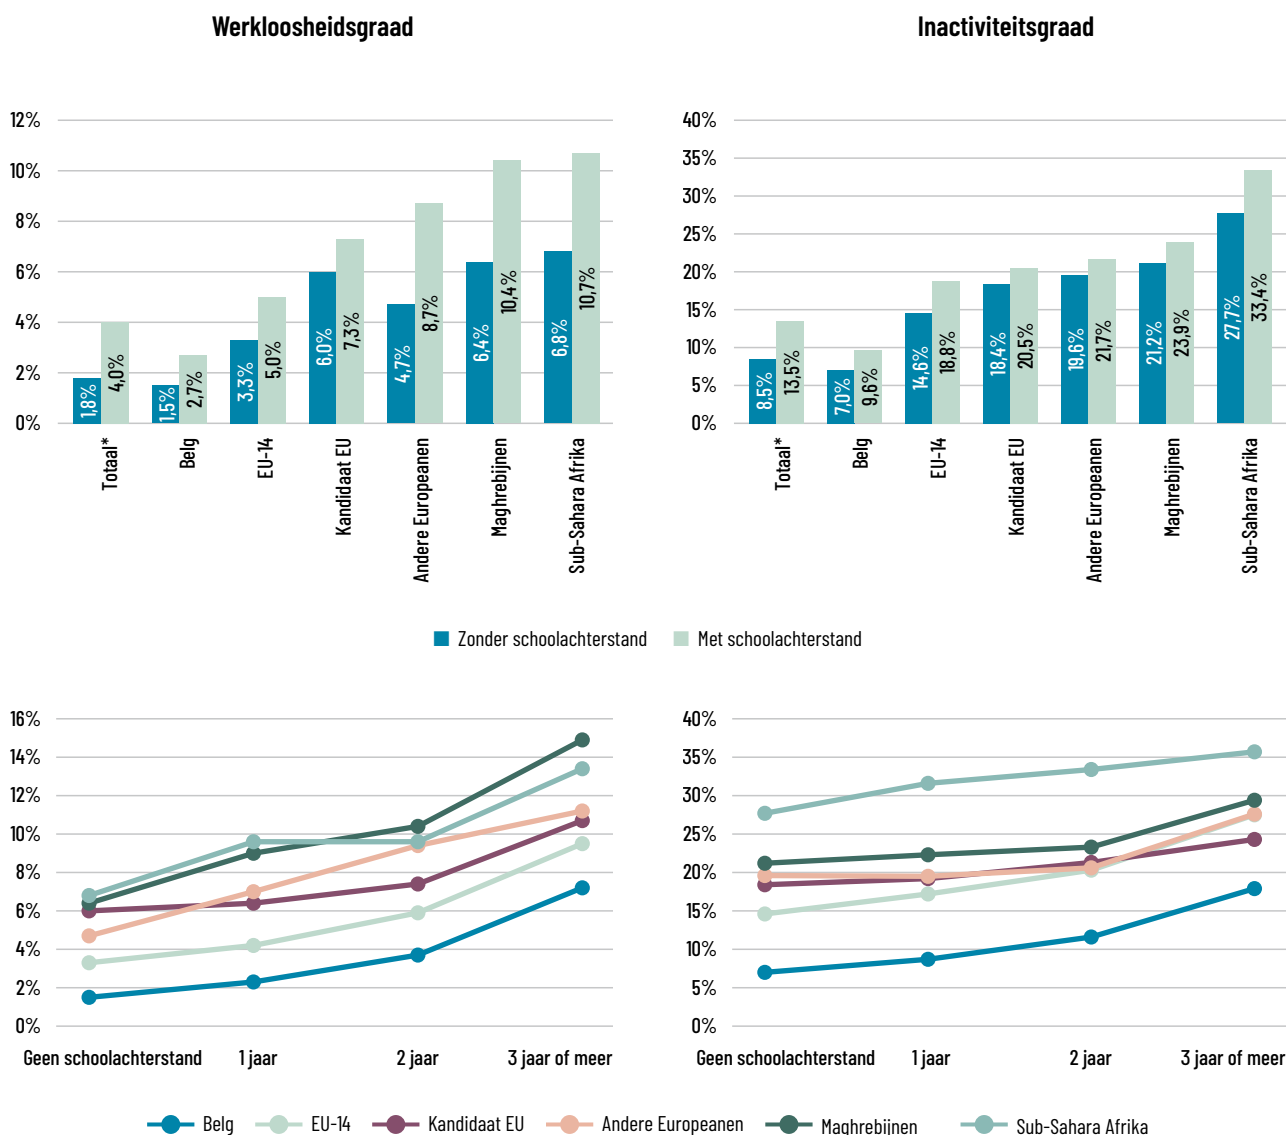 Werkloosheidsgraad
12%
10%
8%
6%
4%
2%
0%
1,8%
4,0%
1,5%
2,7%
3,3%
5,0%
6,0%
7,3%
4,7%
8,7%
6,4%
10,4%
6,8%
10,7%
Totaal*
Belg
EU-14
Kandidaat EU
Andere Europeanen
Maghrebijnen
Sub-Sahara Afrika
Inactiviteitsgraad
40%
35%
30%
25%
20%
15%
10%
5%
0%
8,5%
13,5%
7,0%
9,6%
14,6%
18,8%
18,4%
20,5%
19,6%
21,7%
21,2%
23,9%
27,7%
33,4%
Totaal*
Belg
EU-14
Kandidaat EU
Andere Europeanen
Maghrebijnen
Sub-Sahara Afrika
Zonder schoolachterstand
Met schoolachterstand
16%
14%
12%
10%
8%
6%
4%
2%
0%
Geen schoolachterstand
1 jaar
2 jaar
3 jaar of meer
40%
35%
30%
25%
20%
15%
10%
5%
0%
Geen schoolachterstand
1 jaar
2 jaar
3 jaar of meer
Belg
EU-14
Kandidaat EU
Andere Europeanen
Maghrebijnen
Sub-Sahara Afrika